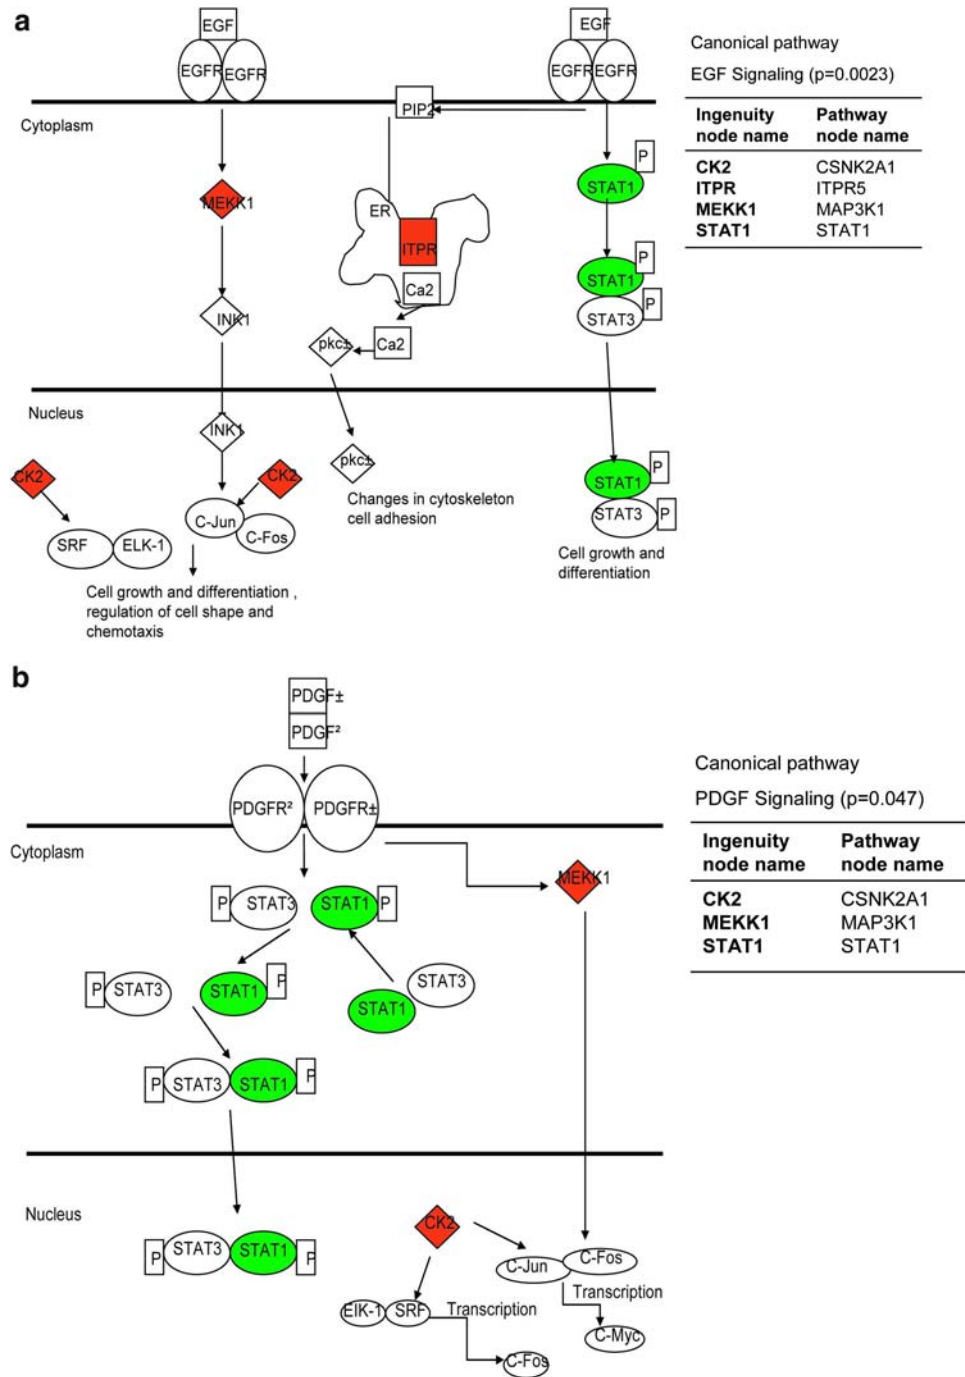 a
EGF
EGFR EGFR
EGF
EGFR EGFR
PIP2
Cytoplasm
P
STAT1
MEKK1
ER
ITPR
P
STAT1
Ca2
P
STAT3
INK1
pkc± Ca2
Nucleus
INK1
pkc±
CK2
CK2
P
STAT1
Changes in cytoskeleton
cell adhesion
C-Jun
C-Fos
STAT3 P
SRF ELK-1
Cell growth and
differentiation
Cell growth and differentiation ,
regulation of cell shape and
chemotaxis
Canonical pathway
EGF Signaling (p=0.0023)
Ingenuity Pathway
node name node name
CK2 CSNK2A1
ITPR ITPR5
MEKK1 MAP3K1
STAT1 STAT1
b
PDGF±
PDGF²
PDGFR² PDGFR±
Cytoplasm
MEKK1
P STAT3 STAT1 P
P STAT3 STAT1 P
STAT3
STAT1
P STAT3 STAT1 P
Nucleus
CK2
P STAT3 STAT1 P
C-Jun C-Fos
Transcription
EIK-1 SRF Transcription
C-Myc
C-Fos
Canonical pathway
PDGF Signaling (p=0.047)
Ingenuity Pathway
node name node name
CK2 CSNK2A1
MEKK1 MAP3K1
STAT1 STAT1